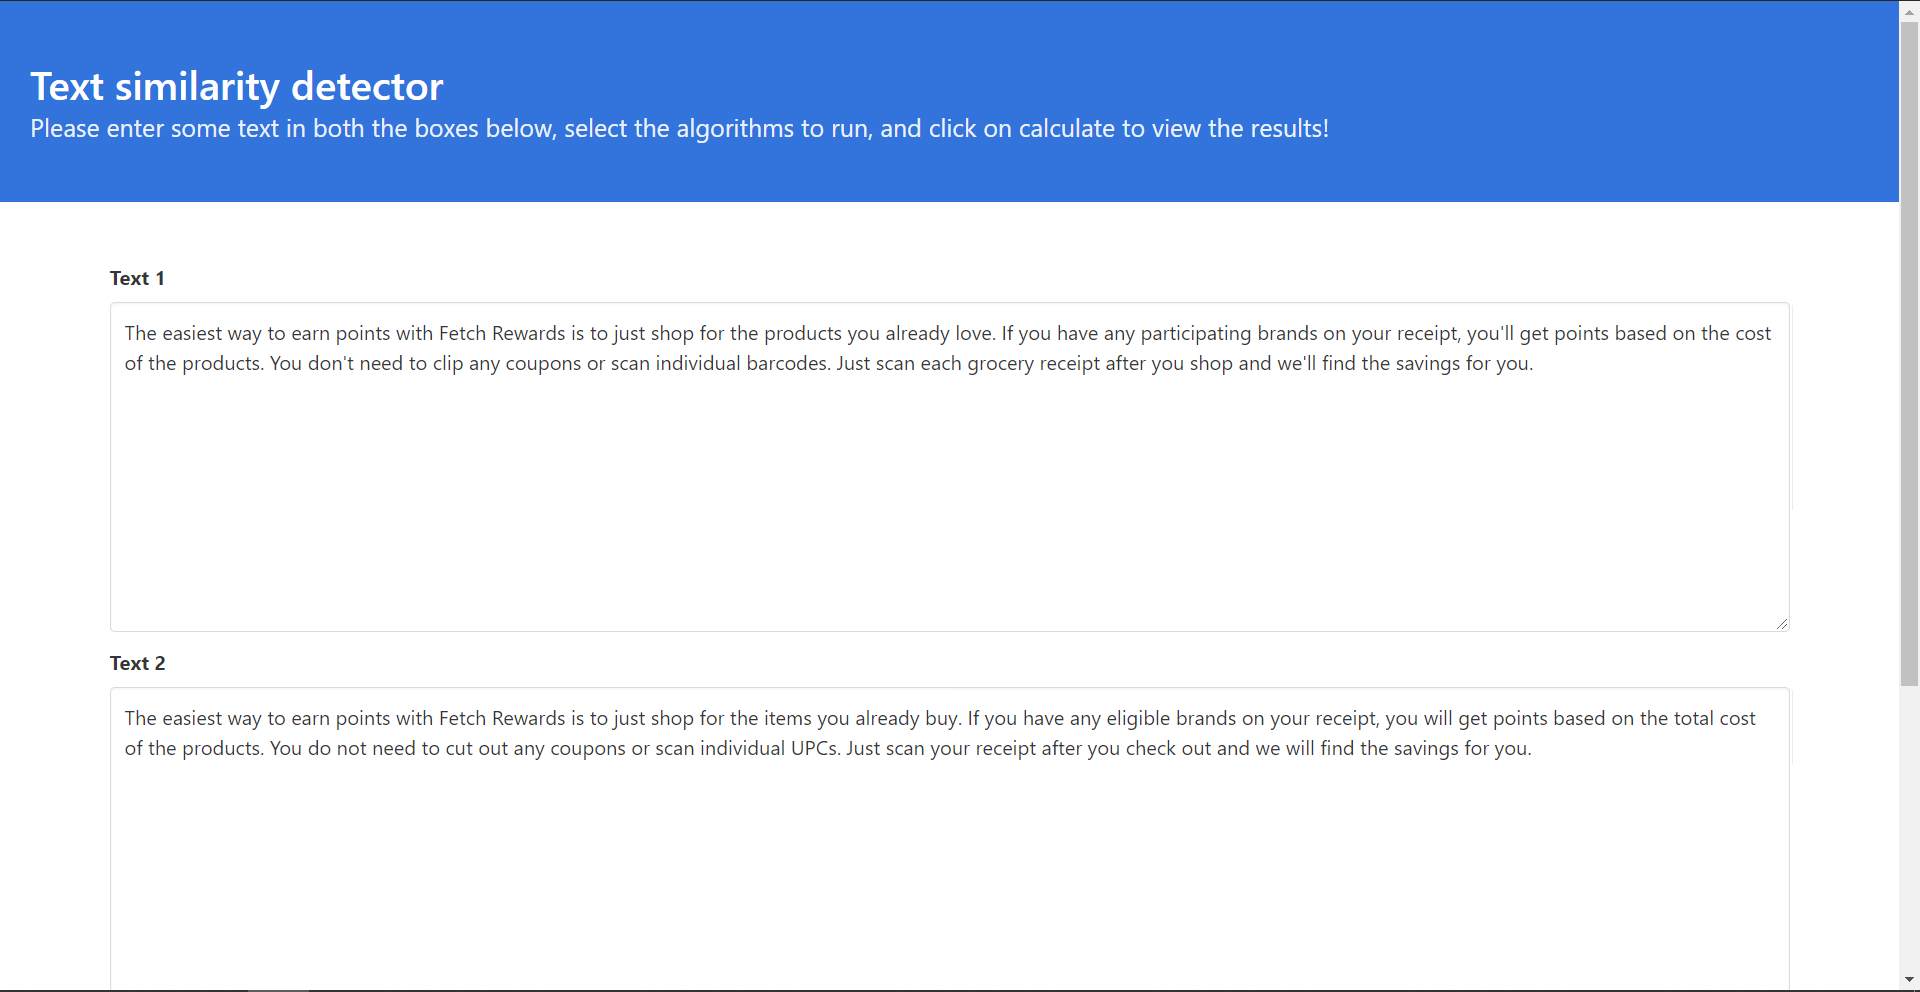 Text similarity detector
Please enter some text in both the boxes below, select the algorithms to run, and click on calculate to view the results!
Text 1
The easiest way to earn points with Fetch Rewards is to just shop for the products you already love. If you have any participating brands on your receipt, you'll get points based on the cost
of the products. You don't need to clip any coupons or scan individual barcodes. Just scan each grocery receipt after you shop and we'll find the savings for you.
Text 2
The easiest way to earn points with Fetch Rewards is to just shop for the items you already buy. If you have any eligible brands on your receipt, you will get points based on the total cost
of the products. You do not need to cut out any coupons or scan individual UPCs. Just scan your receipt after you check out and we will find the savings for you.